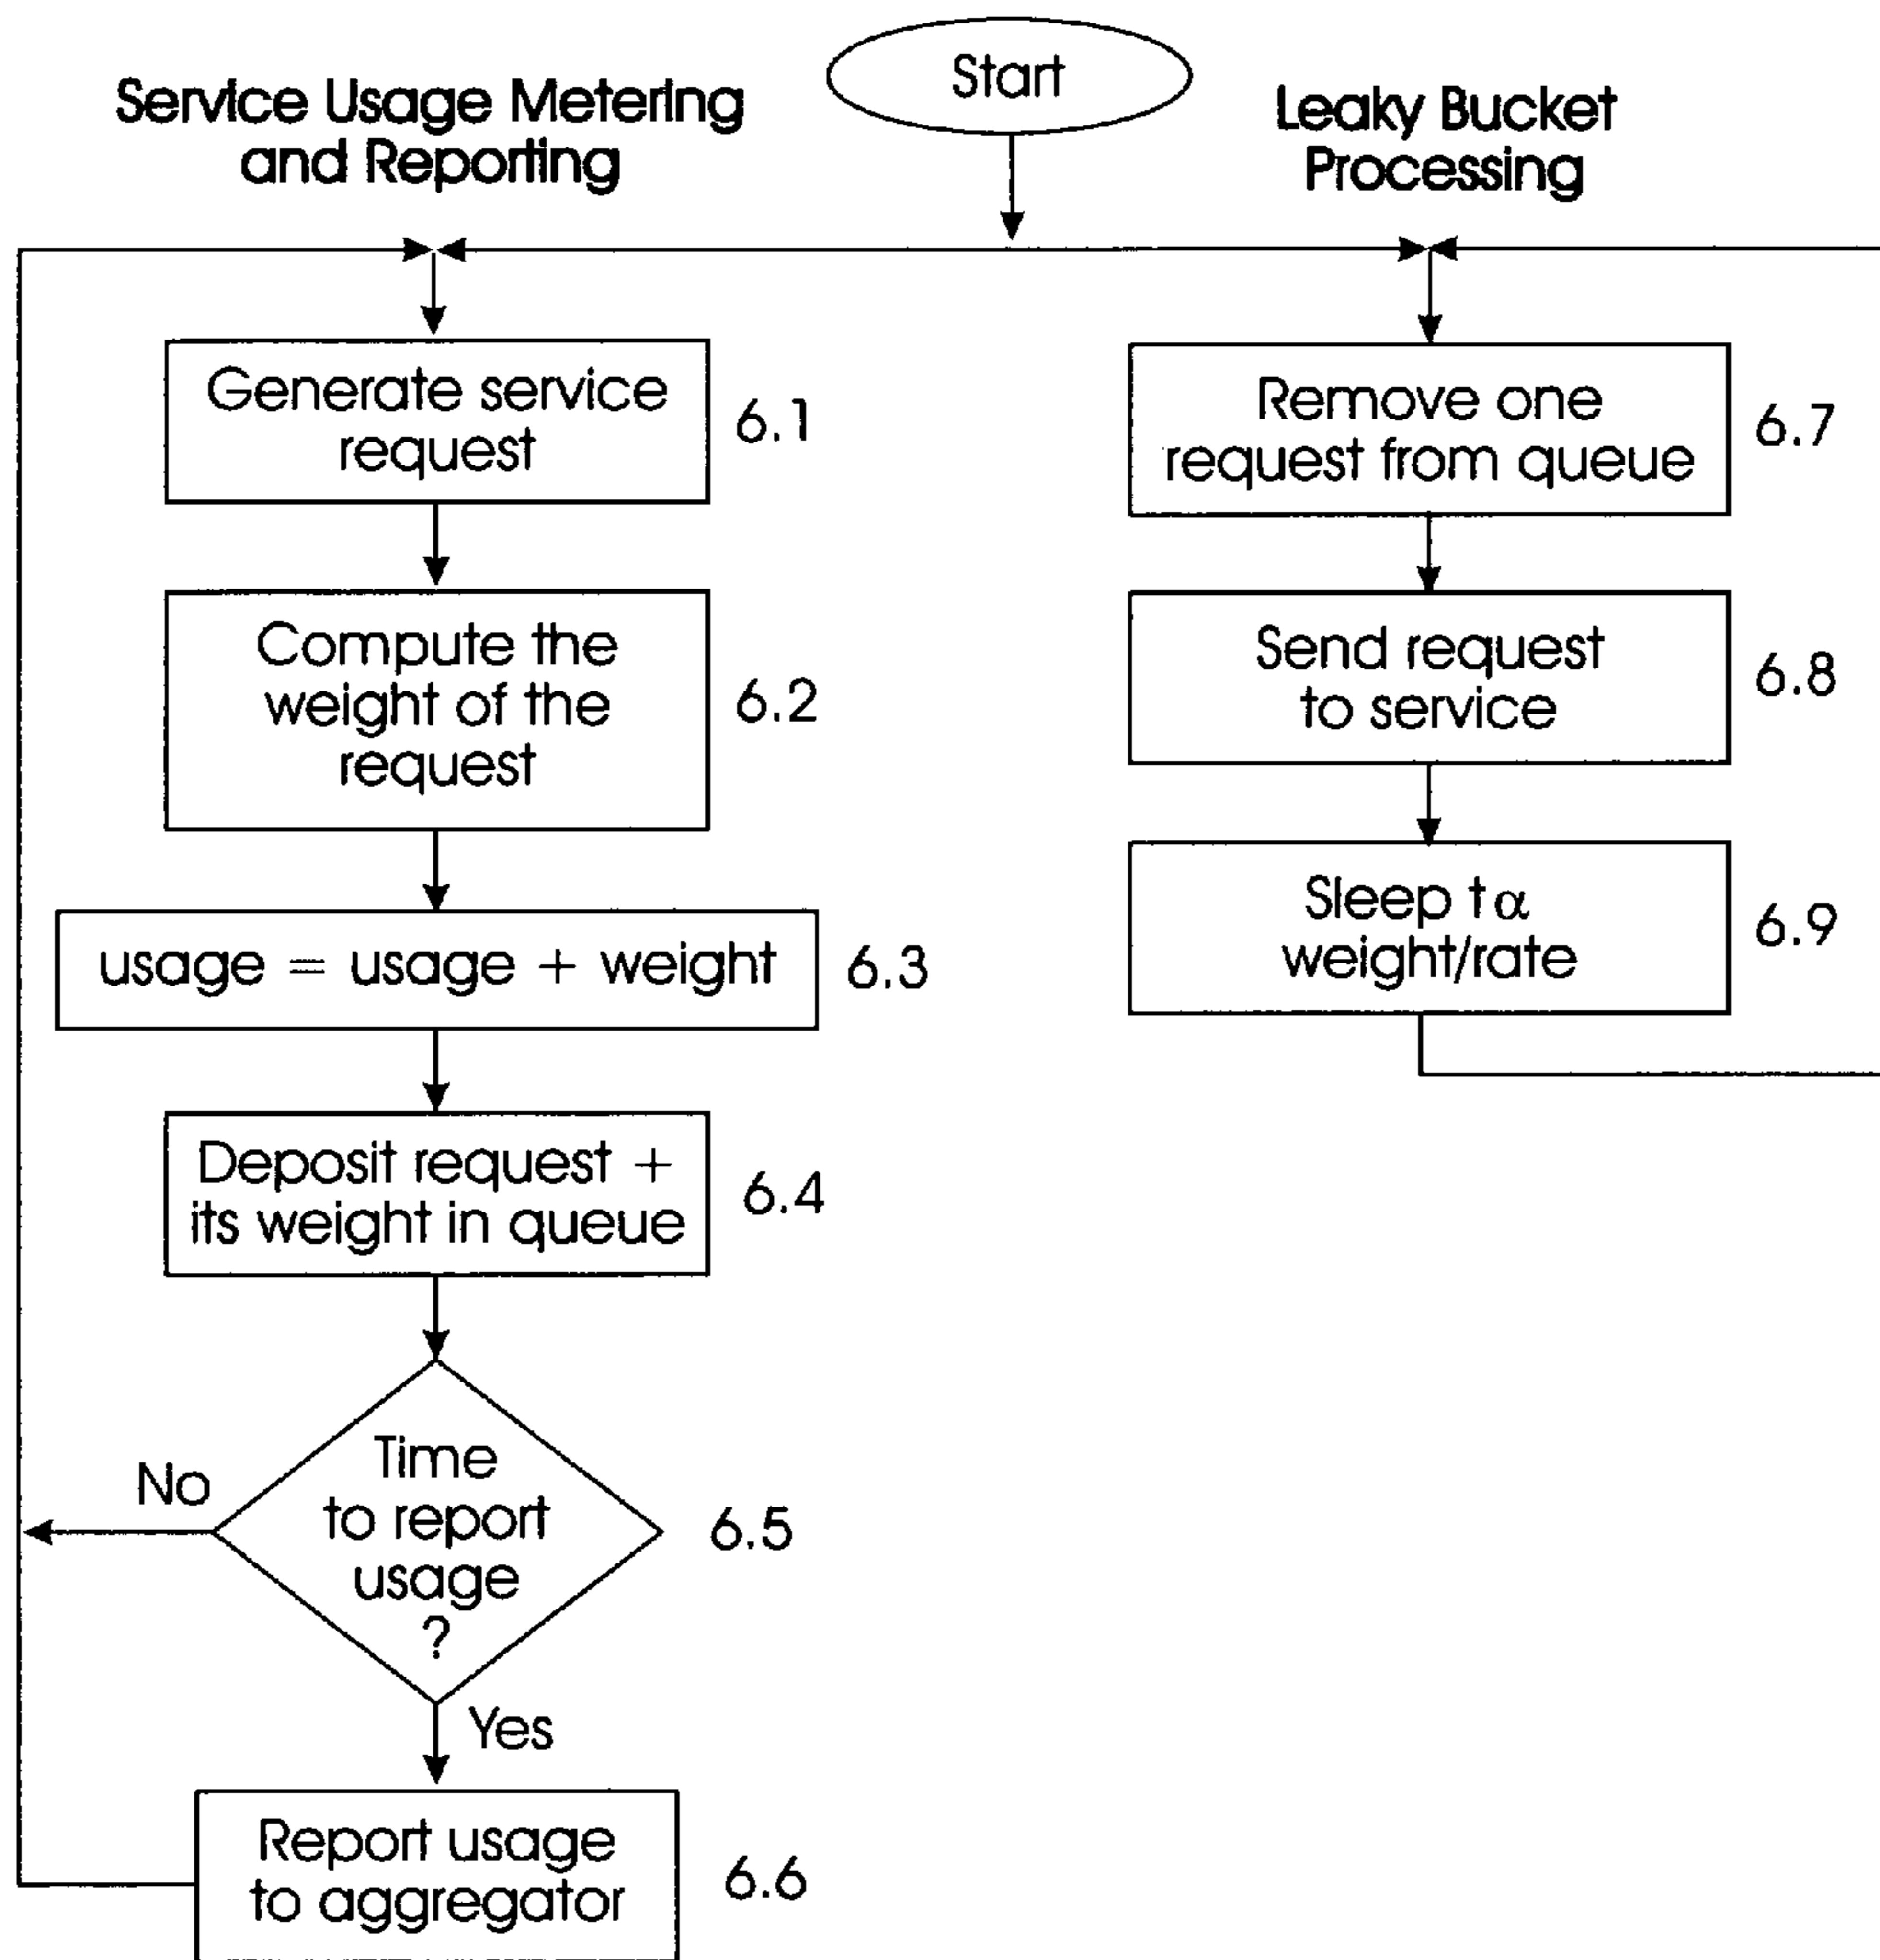 Start
Service Usage Metering
and Reporting
Generate service
request
6.1
Compute the
weight of the
request
6.2
usage = usage + weight
6.3
Deposit request +
its weight in queue
6.4
Time
to report
usage
?
6.5
No
Yes
Report usage
to aggregator
6.6
Leaky Bucket
Processing
Remove one
request from queue
6.7
Send request
to service
6.8
Sleep tα
weight/rate
6.9